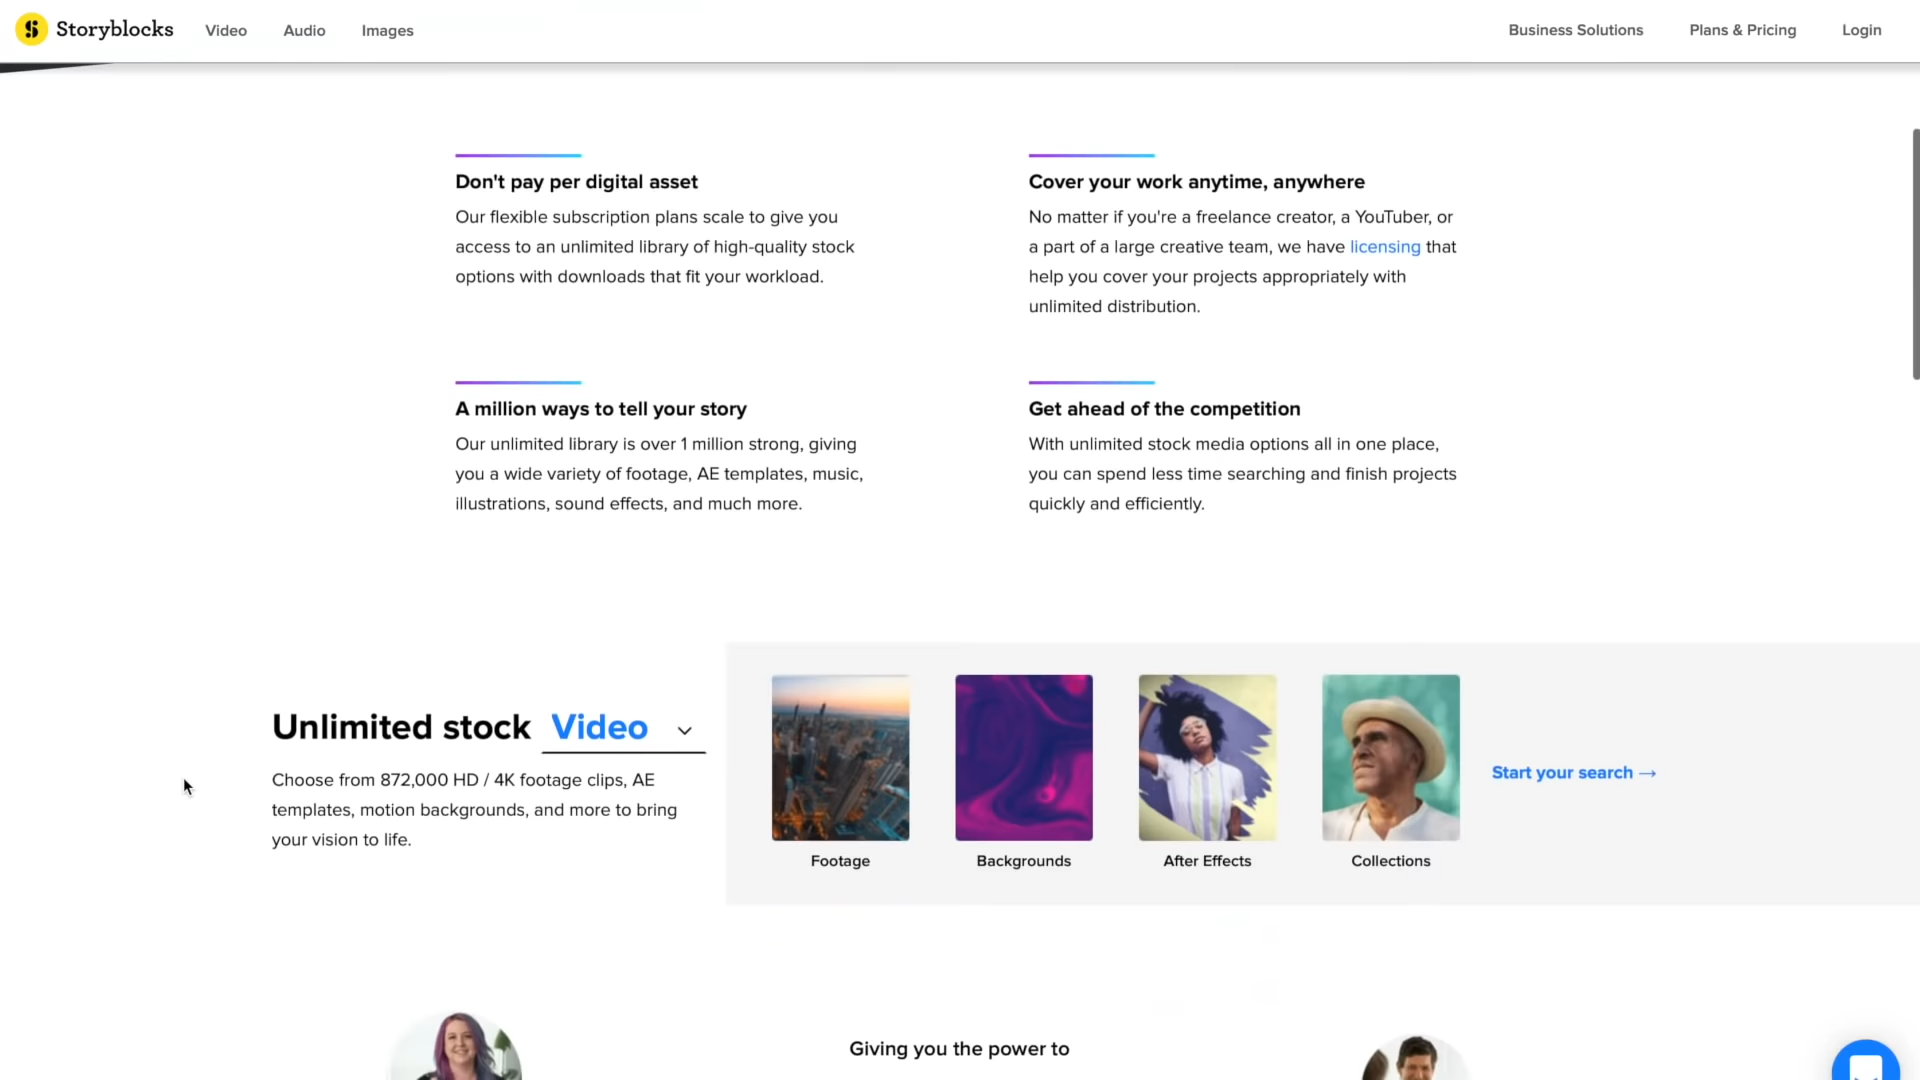 Storyblocks Video Audio Images Business Solutions Plans & Pricing Login
Don't pay per digital asset
Our flexible subscription plans scale to give you
access to an unlimited library of high-quality stock
options with downloads that fit your workload.
Cover your work anytime, anywhere
No matter if you're a freelance creator, a YouTuber, or
a part of a large creative team, we have licensing that
help you cover your projects appropriately with
unlimited distribution.
A million ways to tell your story
Our unlimited library is over 1 million strong, giving
you a wide variety of footage, AE templates, music,
illustrations, sound effects, and much more.
Get ahead of the competition
With unlimited stock media options all in one place,
you can spend less time searching and finish projects
quickly and efficiently.
Unlimited stock Video
Choose from 872,000 HD / 4K footage clips, AE
templates, motion backgrounds, and more to bring
your vision to life.
Footage Backgrounds After Effects Collections
Start your search →
Giving you the power to